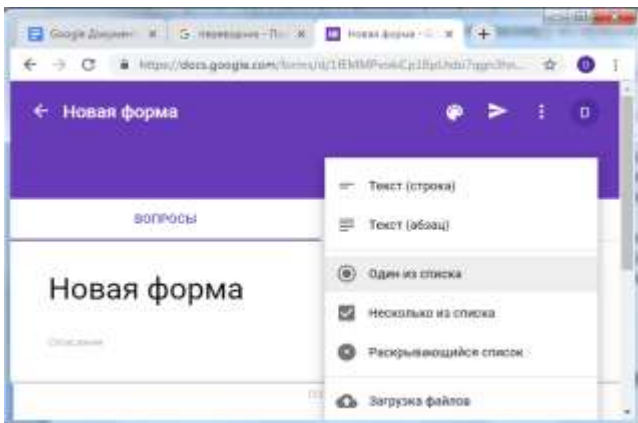 Google Докумен
Новая форма - G
https://docs.google.com/forms/d/
Новая форма
D
Текст (строка)
ВОПРОСЫ
Текст (абзац)
Один из списка
Новая форма
Несколько из списка
Описание
Раскрывающийся список
Загрузка файлов